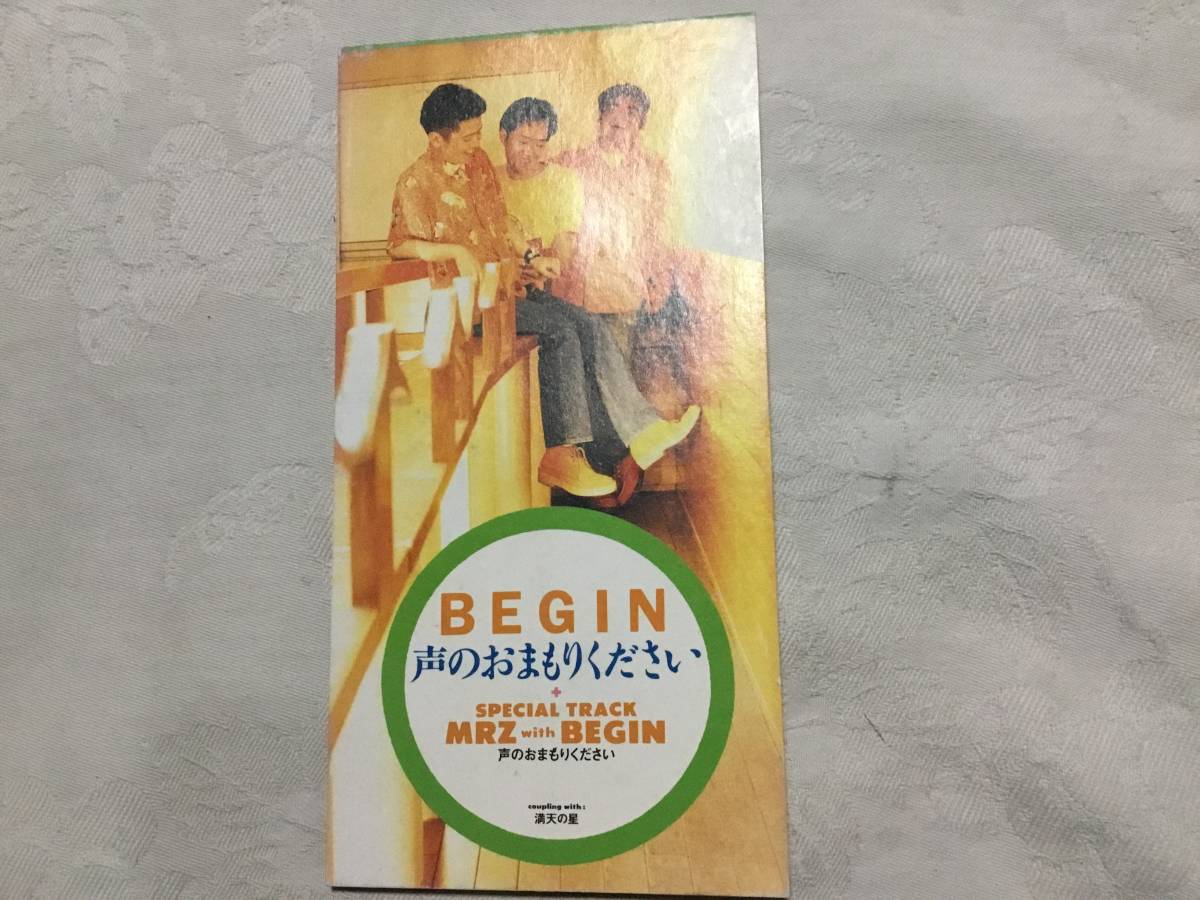 BEGIN
声のおまもりください
+
SPECIAL TRACK
MRZ with BEGIN
声のおまもりください
coupling with:
満天の星